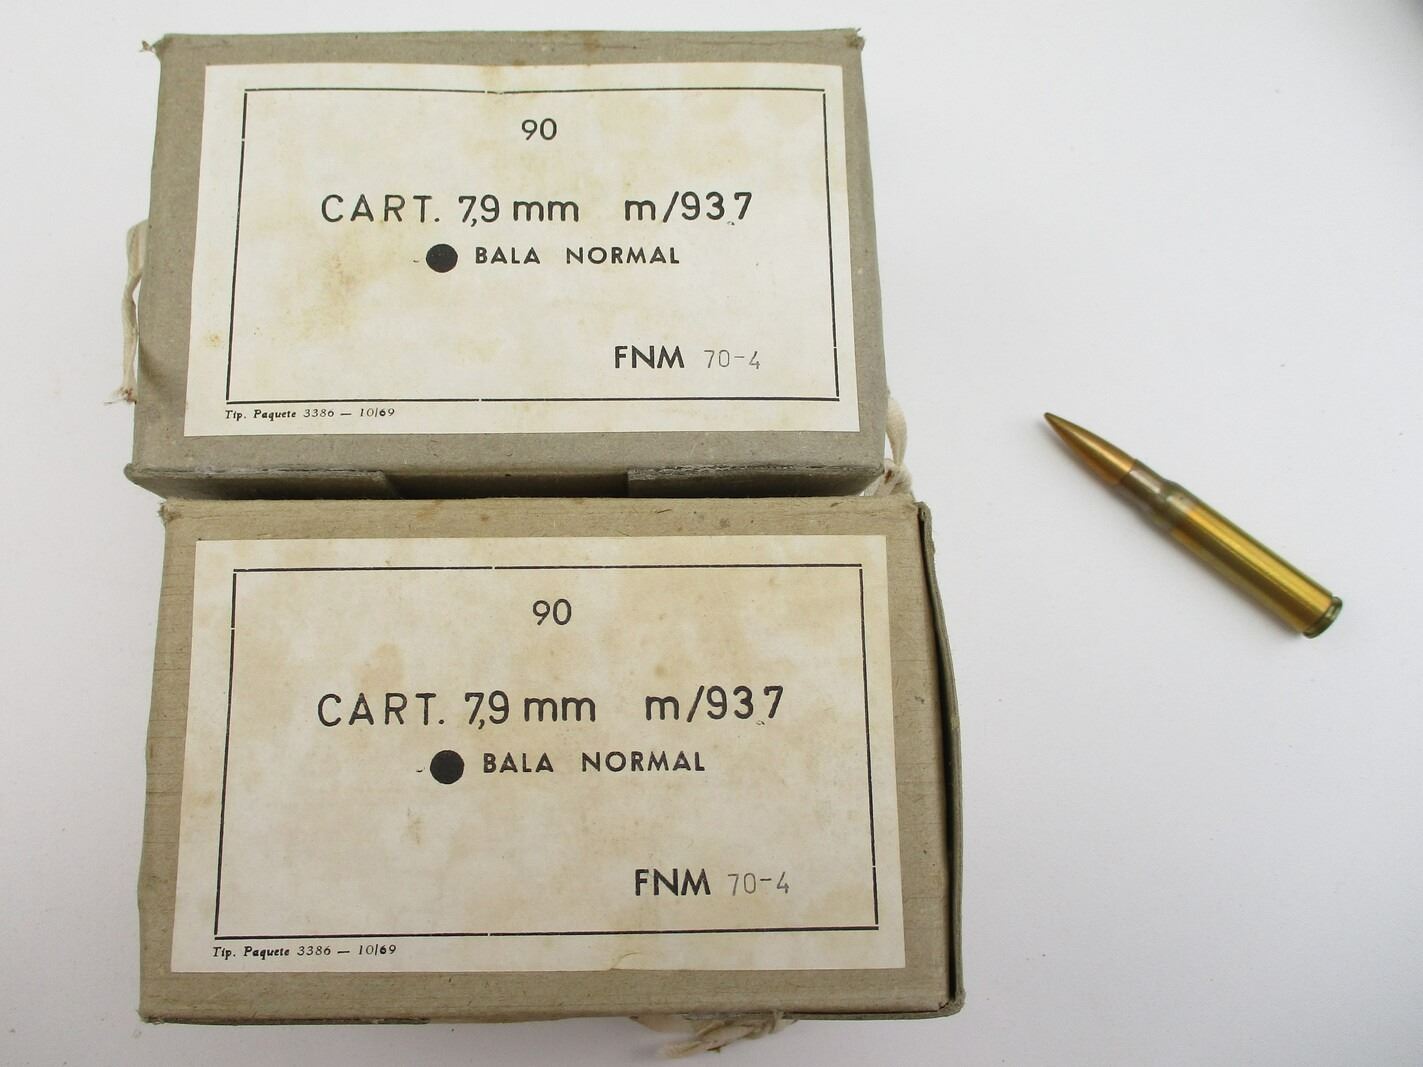 90
CART. 7,9 mm m/937
BALA NORMAL
FNM 70-4
Tip. Paquete 3386 — 10/69
90
CART. 7,9 mm m/937
BALA NORMAL
FNM 70-4
Tip. Paquete 3386 — 10/69